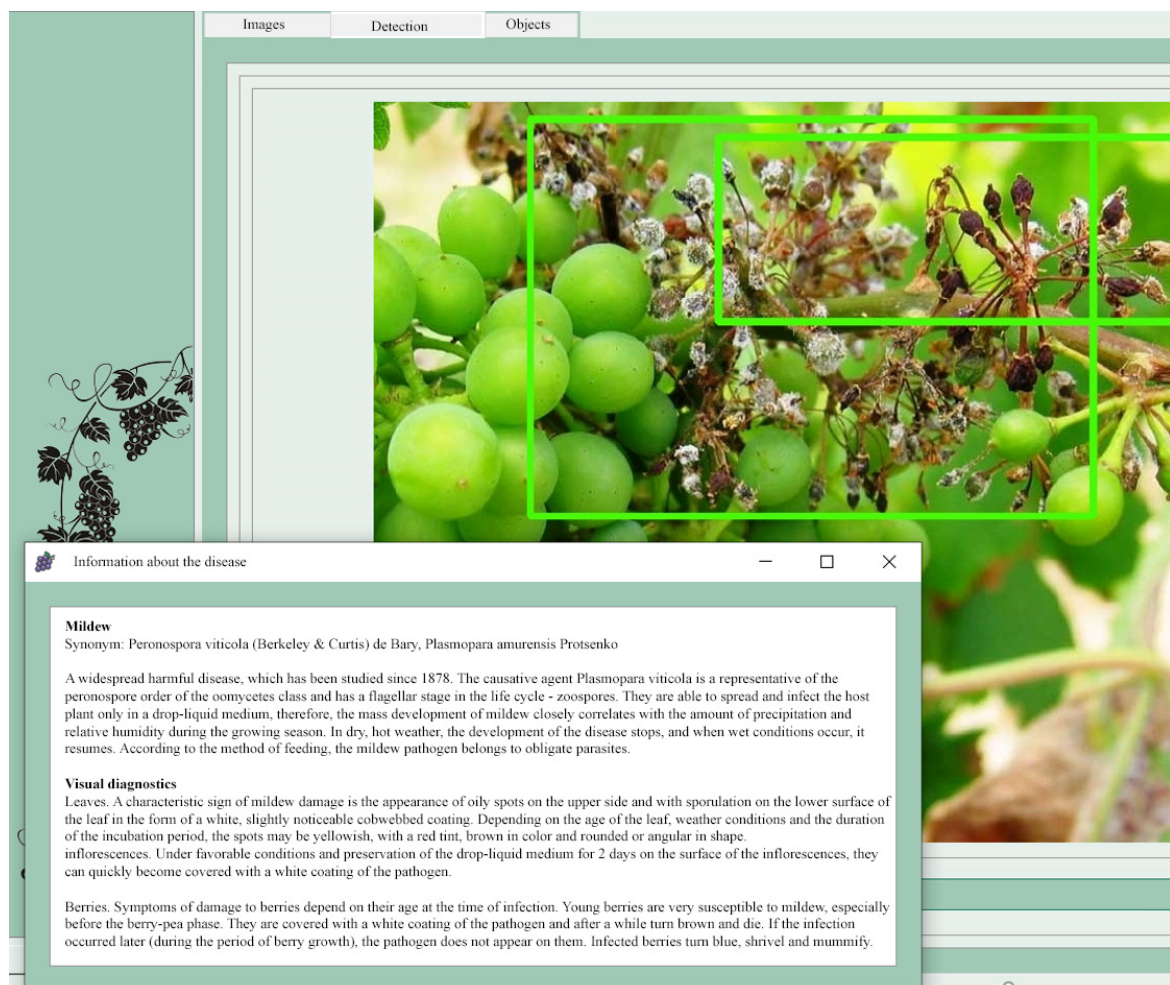 Images
Detection
Objects
Information about the disease
Mildew
Synonym: Peronospora viticola (Berkeley & Curtis) de Bary, Plasmopara amurensis Protsenko
A widespread harmful disease, which has been studied since 1878. The causative agent Plasmopara viticola is a representative of the
peronospore order of the oomycetes class and has a flagellar stage in the life cycle - zoospores. They are able to spread and infect the host
plant only in a drop-liquid medium, therefore, the mass development of mildew closely correlates with the amount of precipitation and
relative humidity during the growing season. In dry, hot weather, the development of the disease stops, and when wet conditions occur, it
resumes. According to the method of feeding, the mildew pathogen belongs to obligate parasites.
Visual diagnostics
Leaves. A characteristic sign of mildew damage is the appearance of oily spots on the upper side and with sporulation on the lower surface of
the leaf in the form of a white, slightly noticeable cobwebbed coating. Depending on the age of the leaf, weather conditions and the duration
of the incubation period, the spots may be yellowish, with a red tint, brown in color and rounded or angular in shape.
inflorescences. Under favorable conditions and preservation of the drop-liquid medium for 2 days on the surface of the inflorescences, they
can quickly become covered with a white coating of the pathogen.
Berries. Symptoms of damage to berries depend on their age at the time of infection. Young berries are very susceptible to mildew, especially
before the berry-pea phase. They are covered with a white coating of the pathogen and after a while turn brown and die. If the infection
occurred later (during the period of berry growth), the pathogen does not appear on them. Infected berries turn blue, shrivel and mummify.